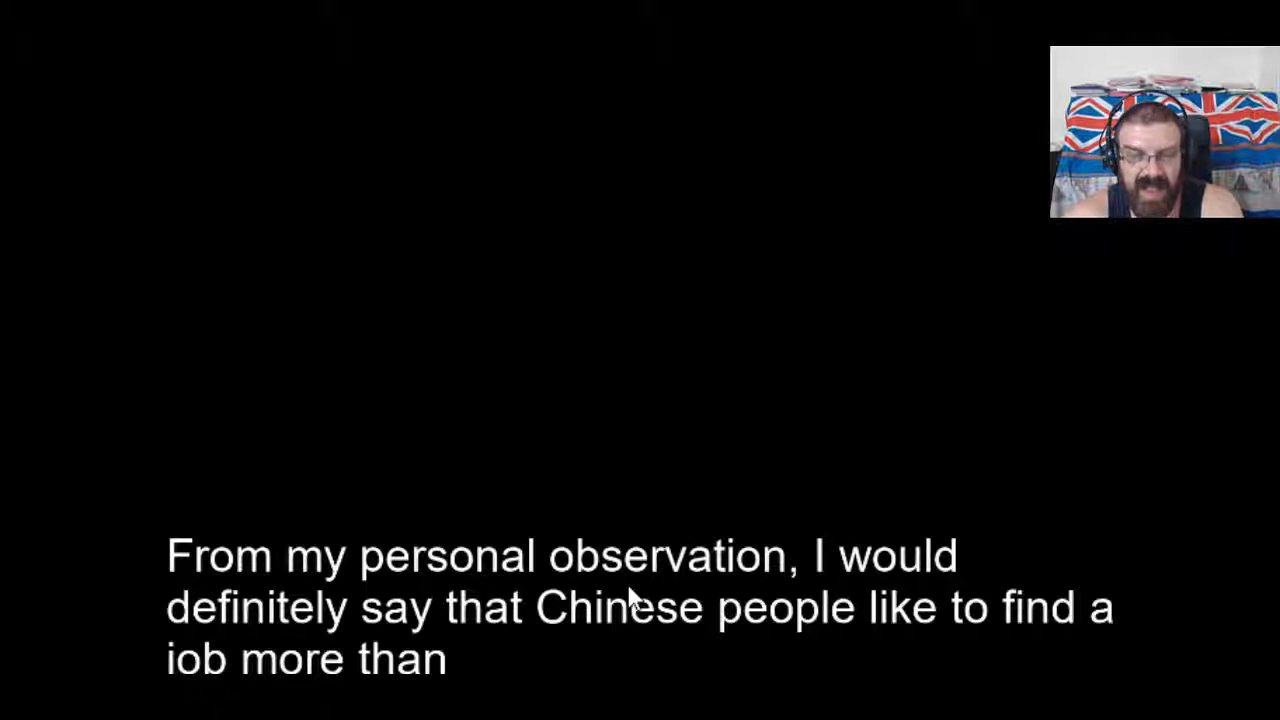 From my personal observation, I would
definitely say that Chinese people like to find a
job more than